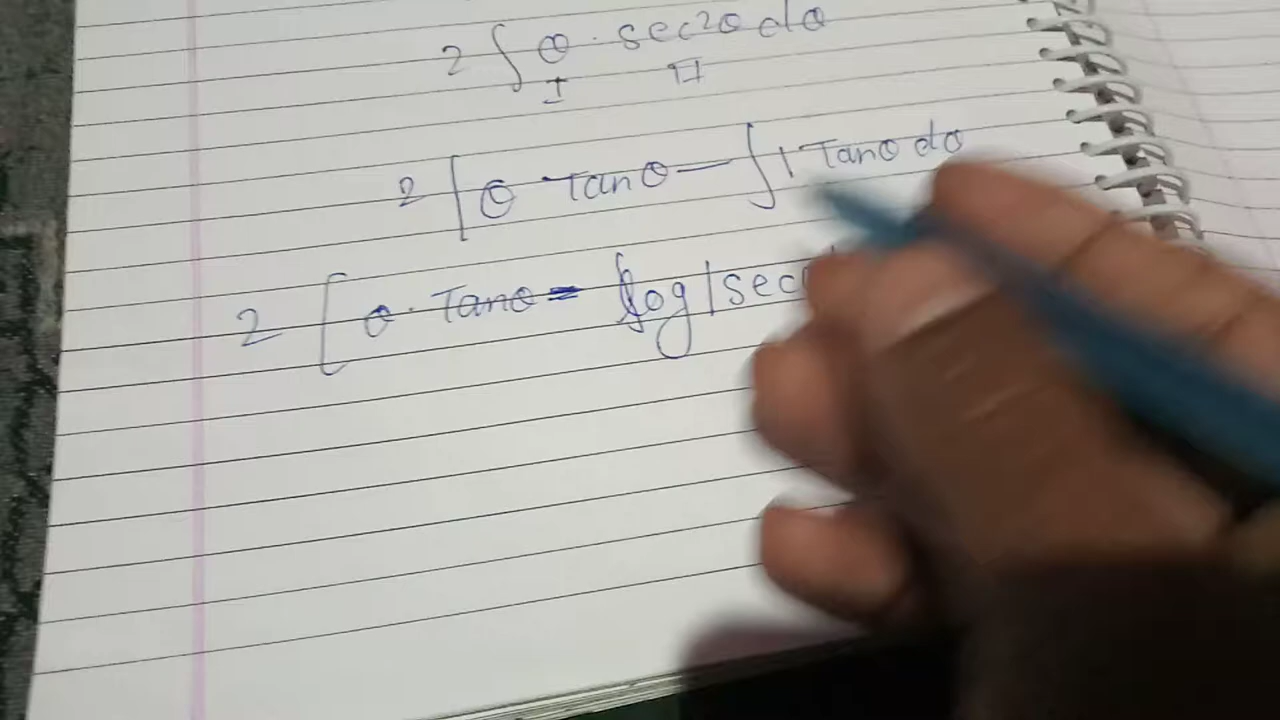 2 ∫ θ · sec2θ dθ
I II
2 [ θ Tanθ — ∫ 1 Tanθ dθ
2 [ θ · Tanθ - log|sec